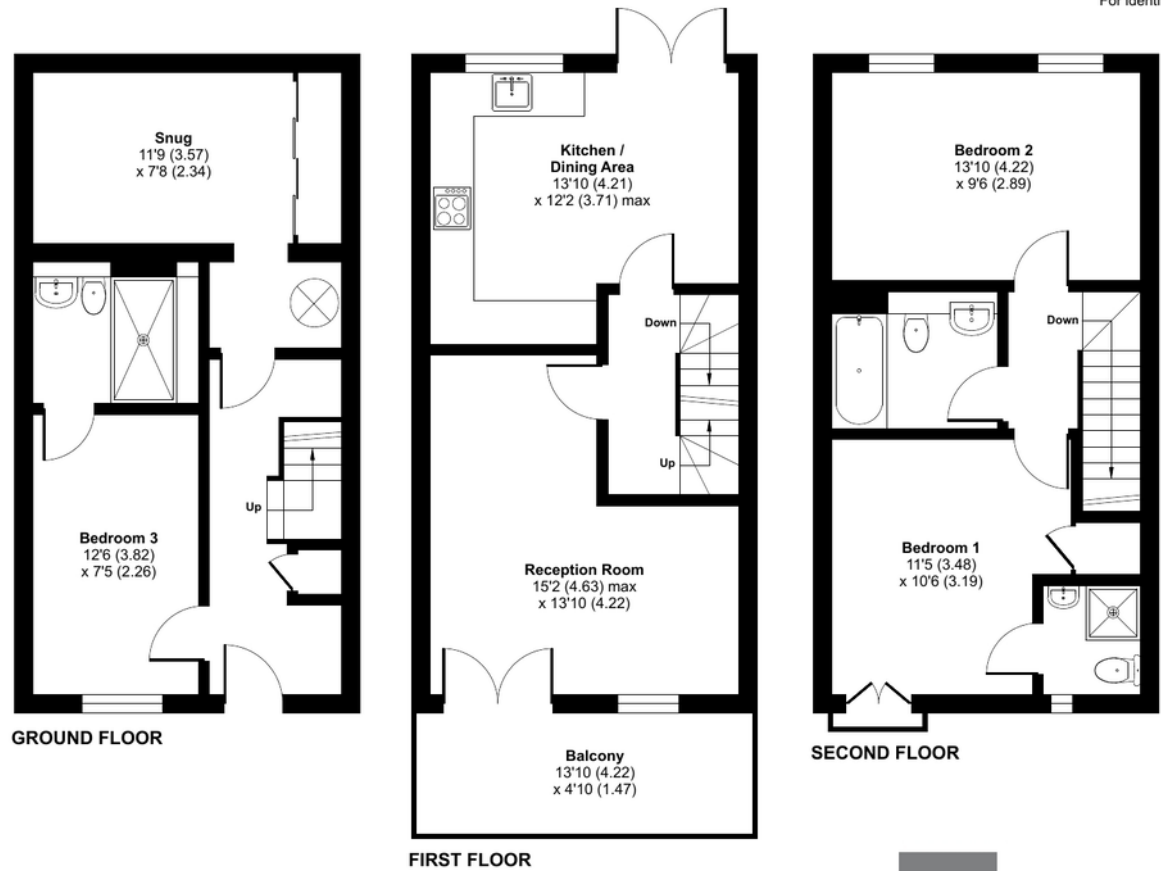 For identi
Snug
11'9 (3.57)
x 7'8 (2.34)
Up
Bedroom 3
12'6 (3.82)
x 7'5 (2.26)
GROUND FLOOR
Kitchen /
Dining Area
13'10 (4.21)
x 12'2 (3.71) max
Down
Up
Reception Room
15'2 (4.63) max
x 13'10 (4.22)
Balcony
13'10 (4.22)
x 4'10 (1.47)
FIRST FLOOR
Bedroom 2
13'10 (4.22)
x 9'6 (2.89)
Down
Bedroom 1
11'5 (3.48)
x 10'6 (3.19)
SECOND FLOOR